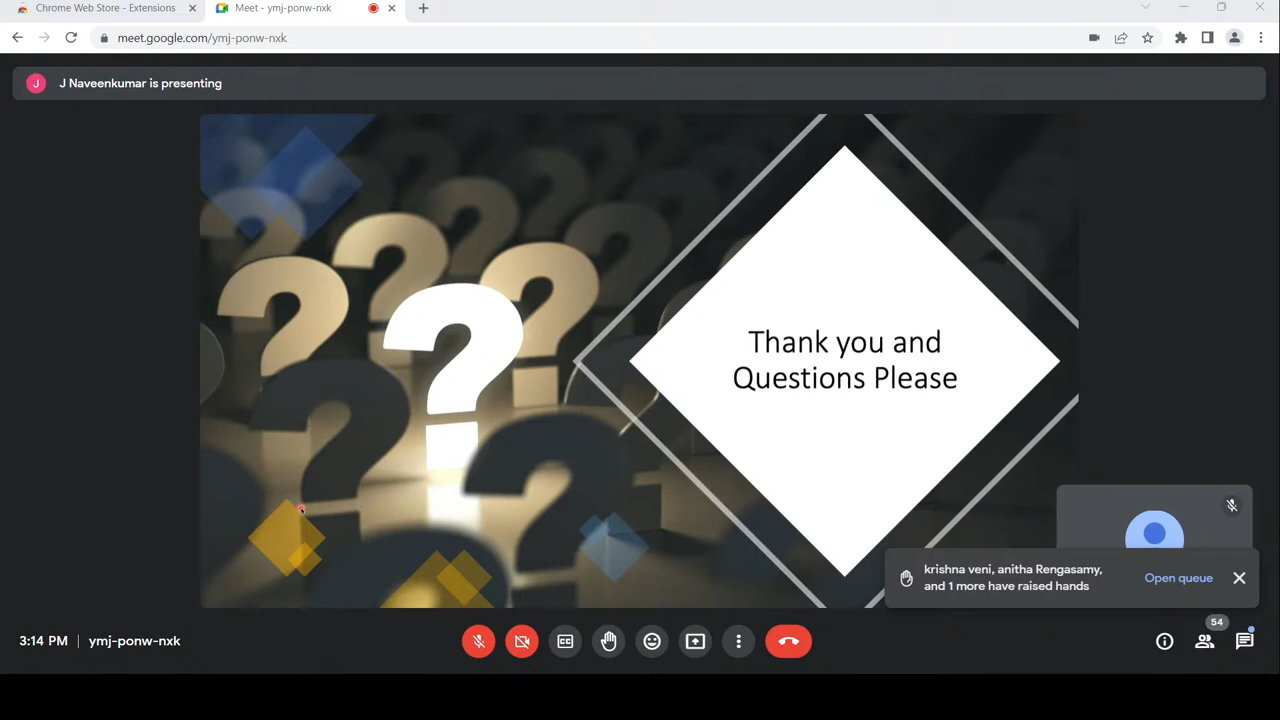 Chrome Web Store - Extensions
Meet - ymj-ponw-nxk
meet.google.com/ymj-ponw-nxk
J
J Naveenkumar is presenting
Thank you and
Questions Please
krishna veni, anitha Rengasamy,
and 1 more have raised hands
Open queue
3:14 PM
ymj-ponw-nxk
54